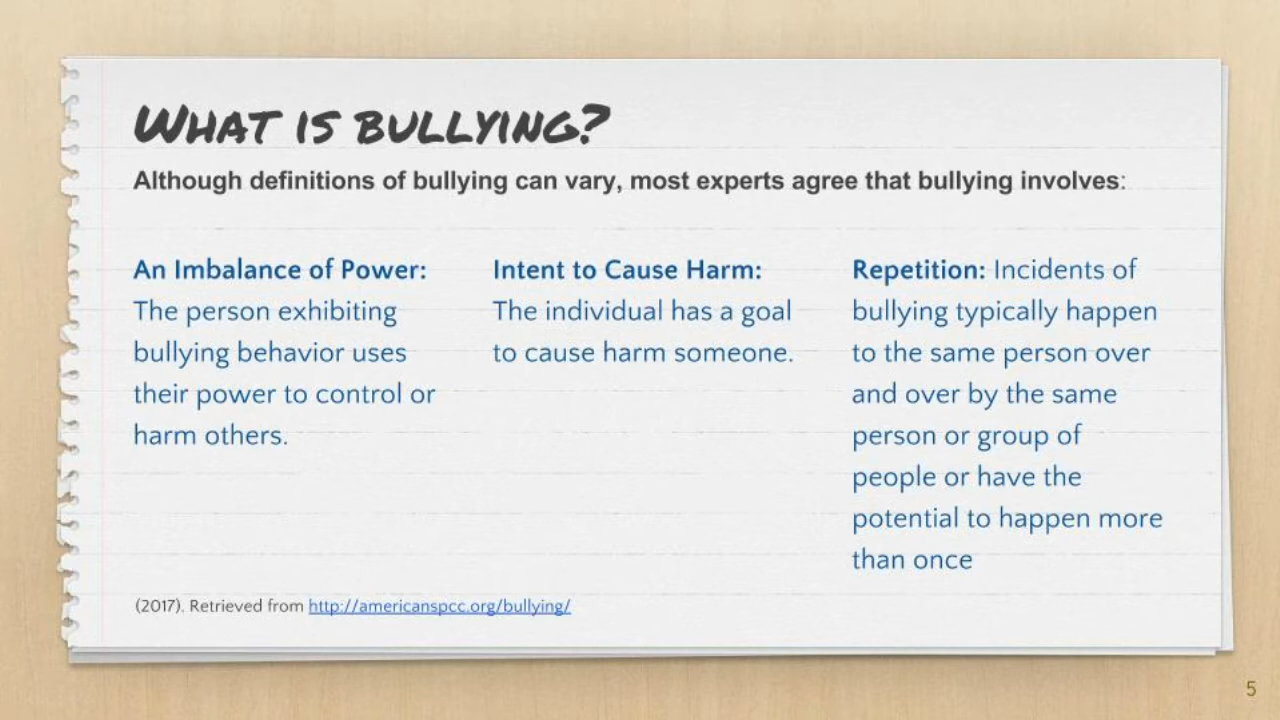 What is bullying?
Although definitions of bullying can vary, most experts agree that bullying involves:
An Imbalance of Power:
The person exhibiting
bullying behavior uses
their power to control or
harm others.
Intent to Cause Harm:
The individual has a goal
to cause harm someone.
Repetition: Incidents of
bullying typically happen
to the same person over
and over by the same
person or group of
people or have the
potential to happen more
than once
(2017). Retrieved from http://americanspcc.org/bullying/
5